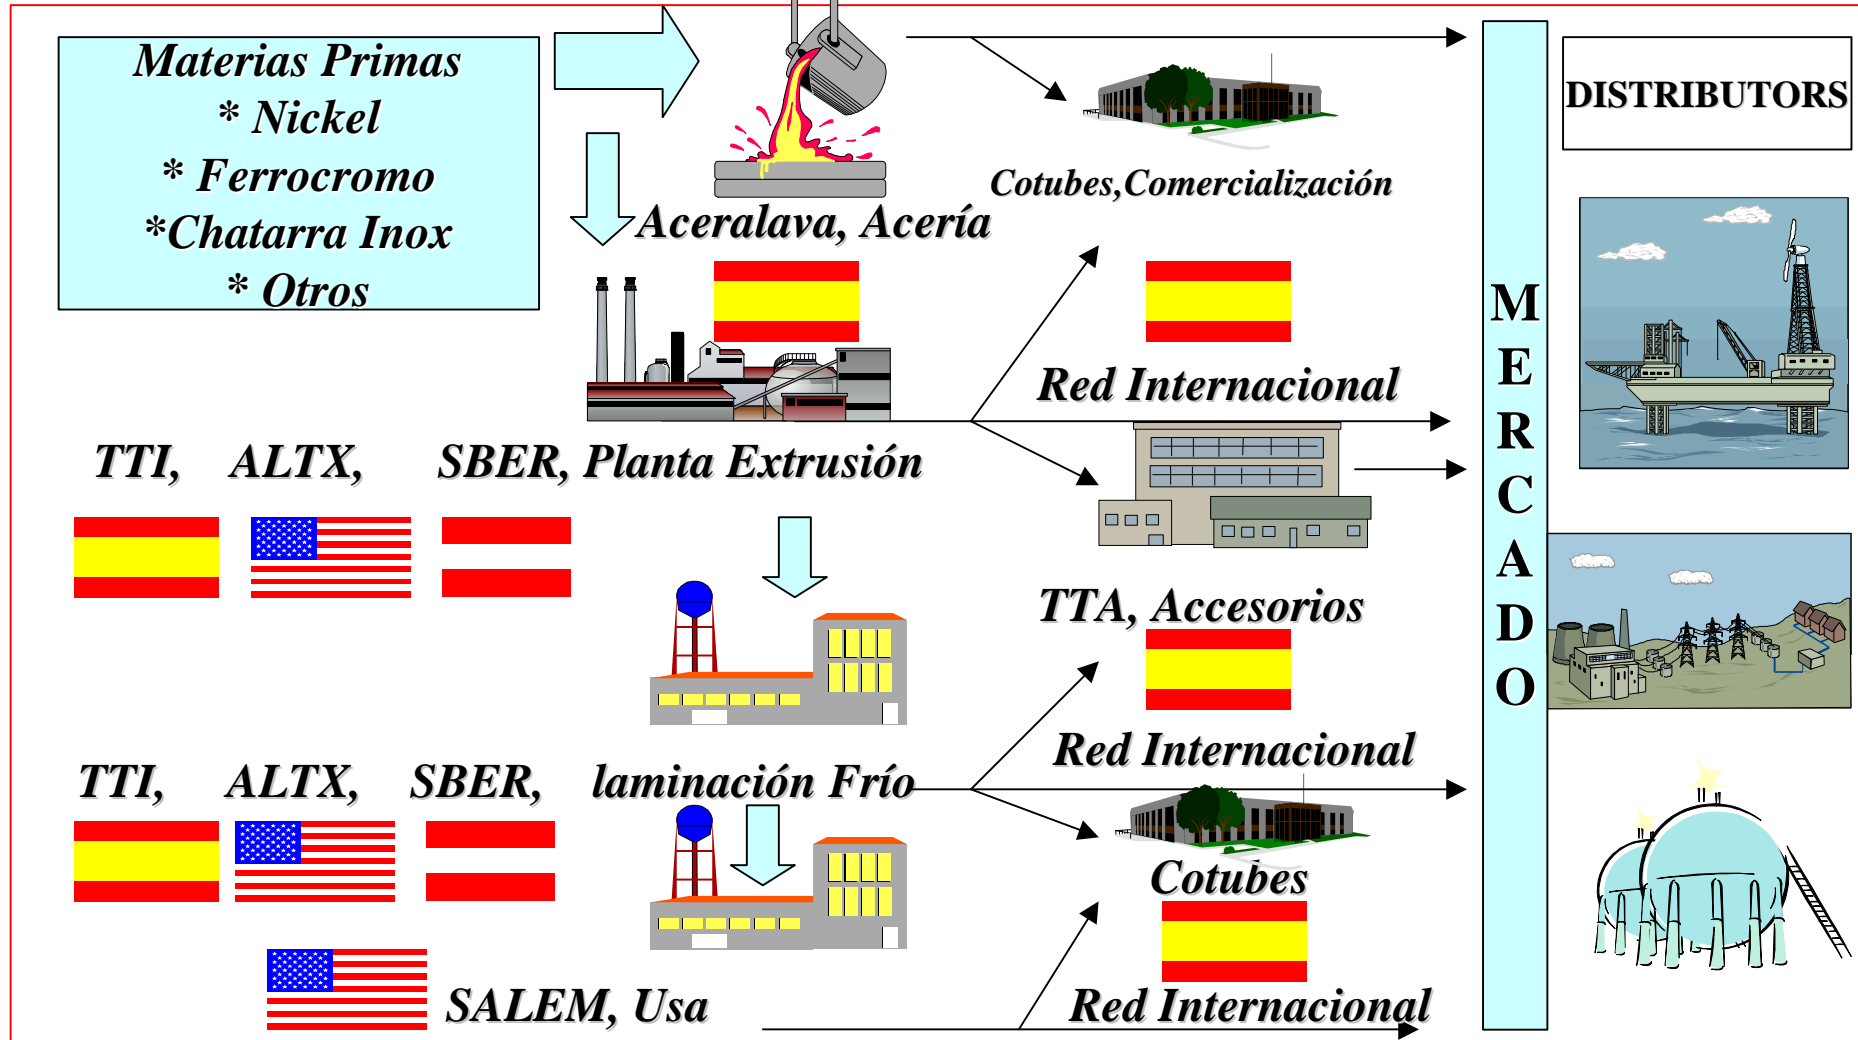 Materias Primas
* Nickel
* Ferrocromo
*Chatarra Inox
* Otros
Aceralava, Acería
Cotubes,Comercialización
Red Internacional
TTI, ALTX, SBER, Planta Extrusión
TTA, Accesorios
Red Internacional
TTI, ALTX, SBER, laminación Frío
Cotubes
Red Internacional
SALEM, Usa
M
E
R
C
A
D
O
DISTRIBUTORS